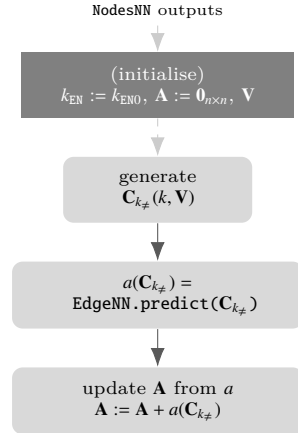 NodesNN outputs
(initialise)
k_EN := k_EN0, A := 0_{n×n}, V
generate
C_{k≠}(k, V)
a(C_{k≠}) =
EdgeNN.predict(C_{k≠})
update A from a
A := A + a(C_{k≠})